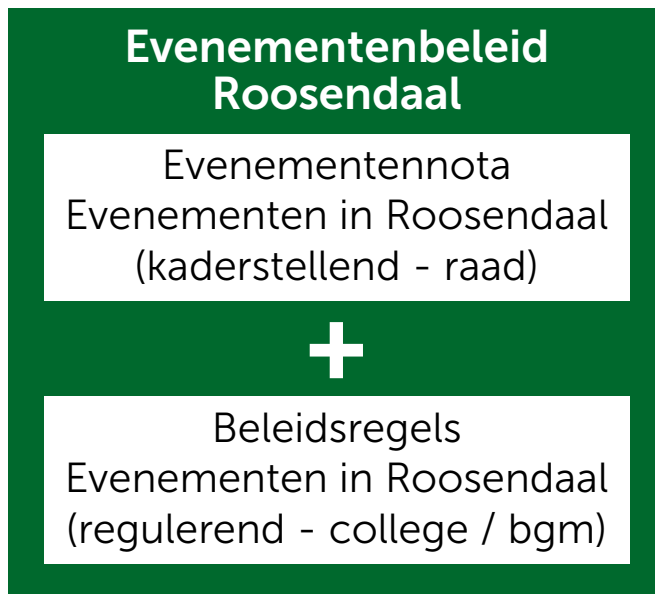 Evenementenbeleid
Roosendaal
Evenementennota
Evenementen in Roosendaal
(kaderstellend - raad)
+
Beleidsregels
Evenementen in Roosendaal
(regulerend - college / bgm)